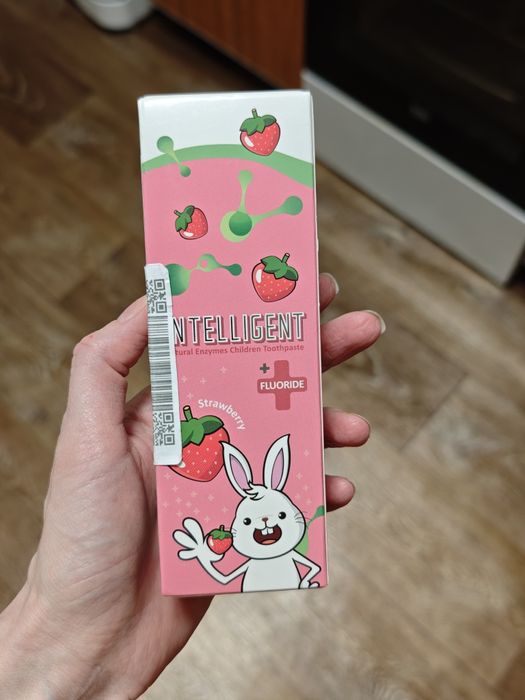 NTELLIGENT
tural Enzymes Children Toothpaste
+
FLUORIDE
Strawberry